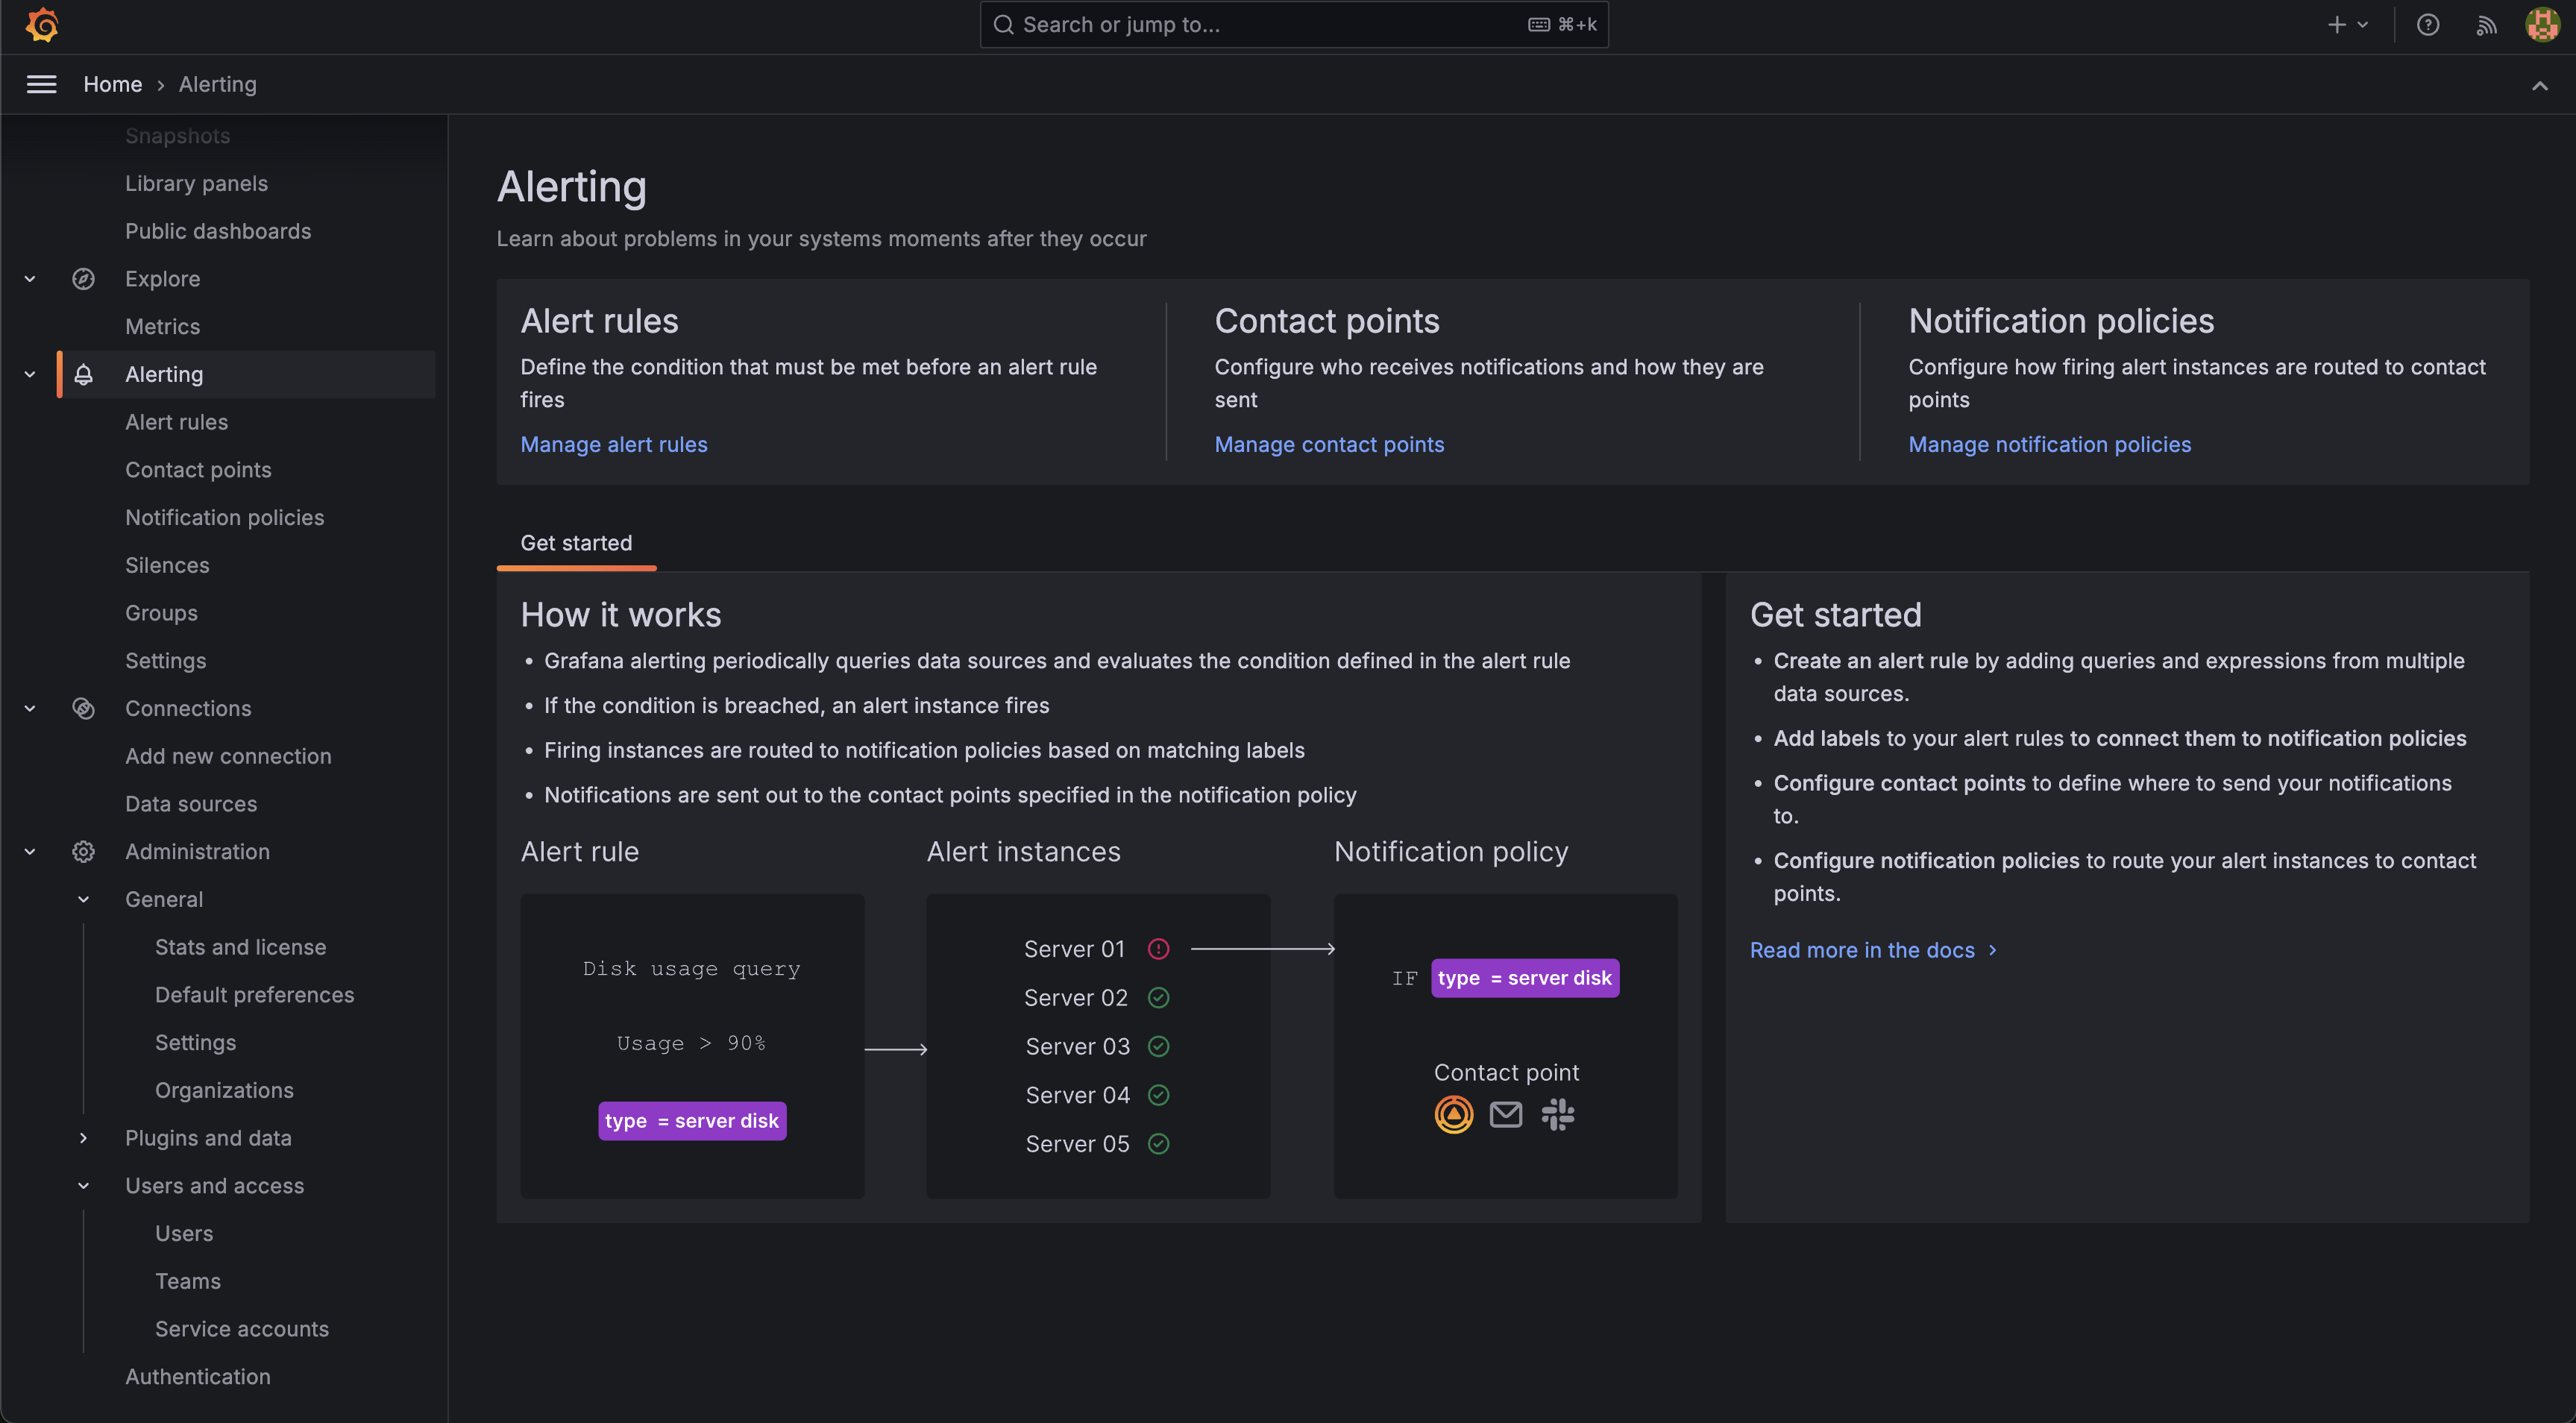 Search or jump to...
⌘+k
Home › Alerting
Snapshots
Library panels
Public dashboards
Explore
Metrics
Alerting
Alert rules
Contact points
Notification policies
Silences
Groups
Settings
Connections
Add new connection
Data sources
Administration
General
Stats and license
Default preferences
Settings
Organizations
Plugins and data
Users and access
Users
Teams
Service accounts
Authentication
Alerting
Learn about problems in your systems moments after they occur
Alert rules
Define the condition that must be met before an alert rule
fires
Manage alert rules
Contact points
Configure who receives notifications and how they are
sent
Manage contact points
Notification policies
Configure how firing alert instances are routed to contact
points
Manage notification policies
Get started
How it works
• Grafana alerting periodically queries data sources and evaluates the condition defined in the alert rule
• If the condition is breached, an alert instance fires
• Firing instances are routed to notification policies based on matching labels
• Notifications are sent out to the contact points specified in the notification policy
Alert rule
Disk usage query
Usage > 90%
type = server disk
Alert instances
Server 01
Server 02
Server 03
Server 04
Server 05
Notification policy
IF type = server disk
Contact point
Get started
• Create an alert rule by adding queries and expressions from multiple
data sources.
• Add labels to your alert rules to connect them to notification policies
• Configure contact points to define where to send your notifications
to.
• Configure notification policies to route your alert instances to contact
points.
Read more in the docs ›